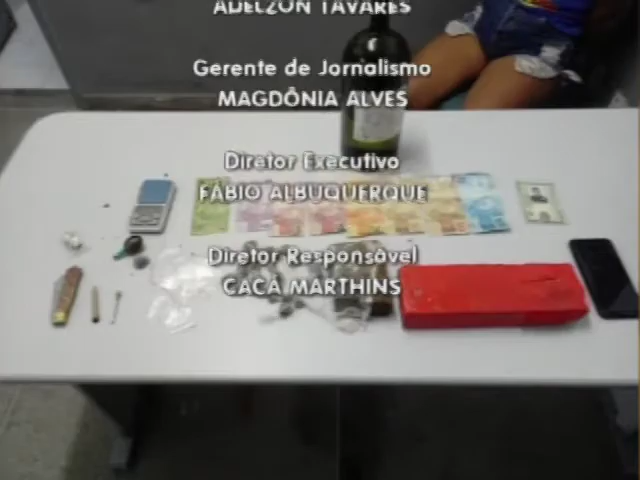 ADELZON TAVARES
Gerente de Jornalismo
MAGDÔNIA ALVES
Diretor Executivo
FÁBIO ALBUQUERQUE
Diretor Responsável
CACÁ MARTHINS